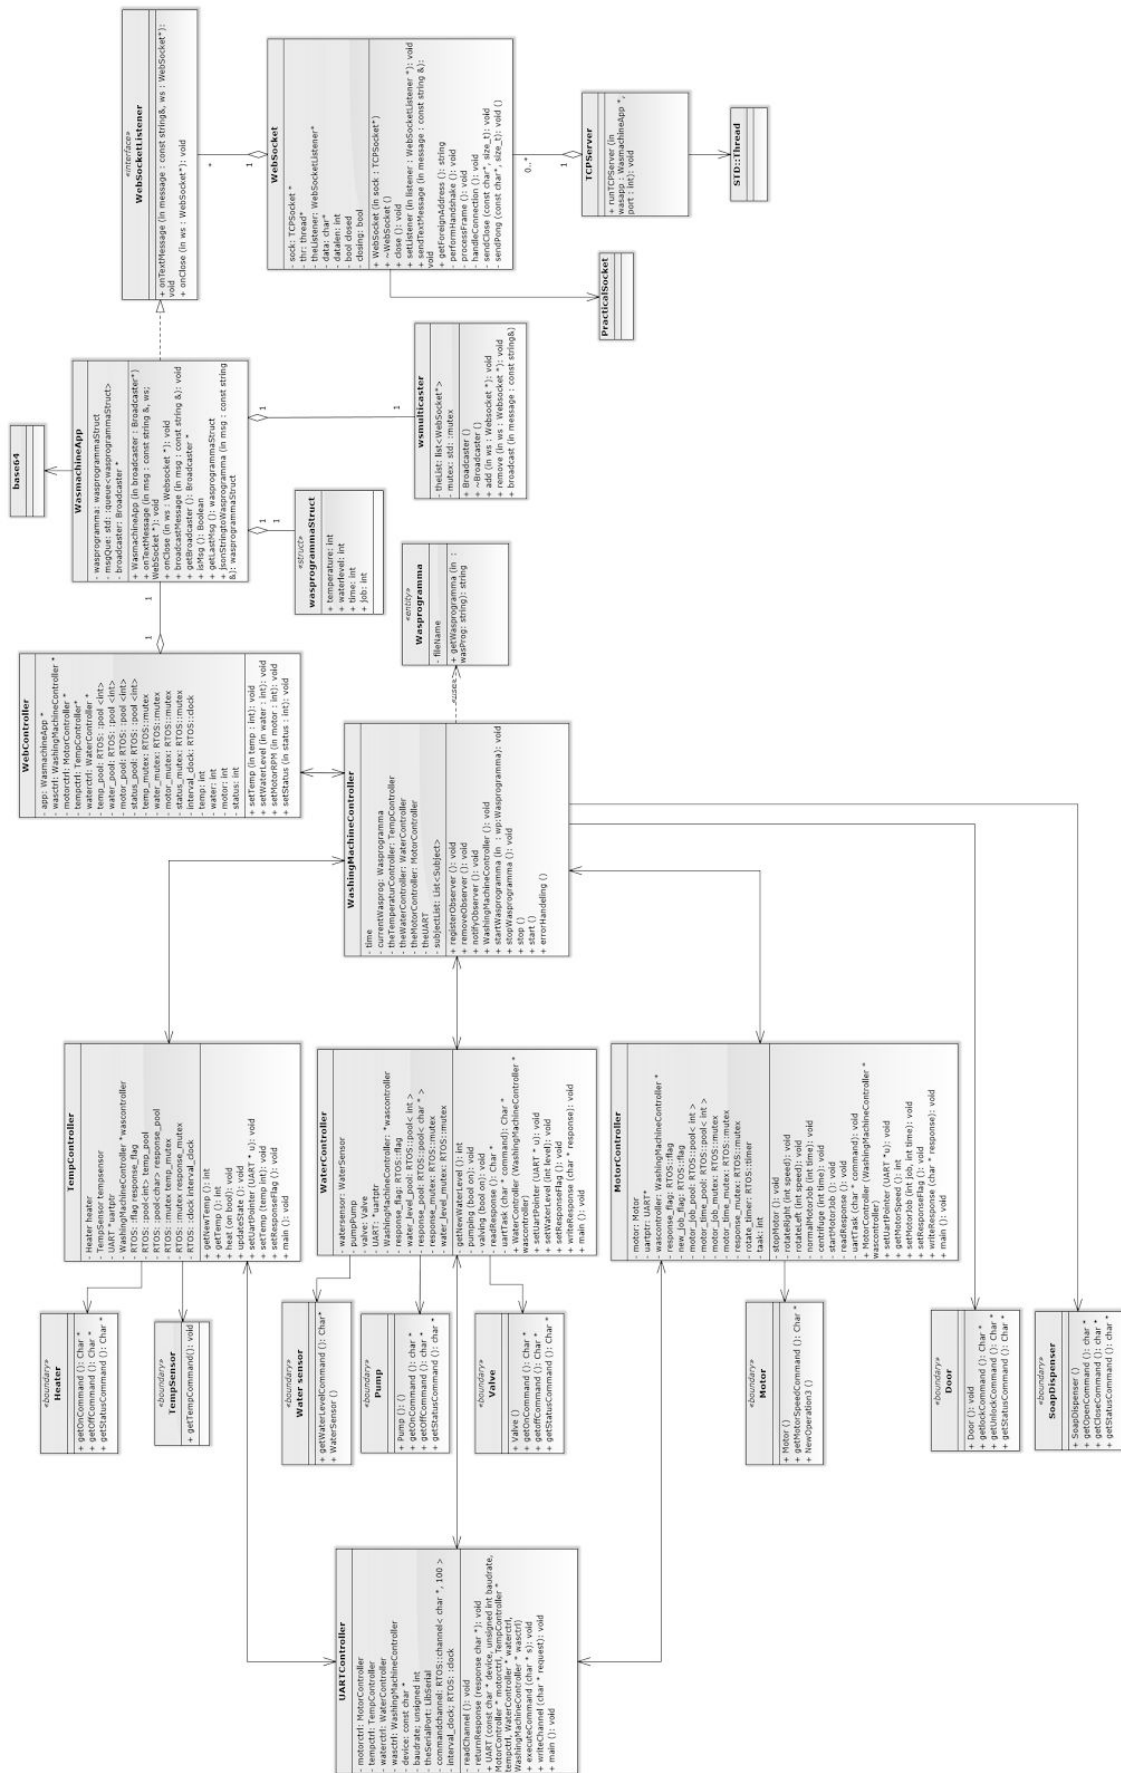 «interface»
WebSocketListener
+ onTextMessage (in message : const string&, ws : WebSocket*):
void
+ onClose (in ws : WebSocket*): void
*
1
WebSocket
- sock: TCPSocket *
- thr: thread*
- theListener: WebSocketListener*
- data: char*
- datalen: int
- bool closed
- closing: bool
+ WebSocket (in sock : TCPSocket*)
+ ~WebSocket ()
+ close (): void
+ setListener (in listener : WebSocketListener *): void
+ sendTextMessage (in message : const string &):
void
+ getForeignAddress (): string
- performHandshake (): void
- processFrame (): void
- handleConnection (): void
- sendClose (const char*, size_t): void
- sendPong (const char*, size_t): void ()
0..*
1
TCPServer
+ runTCPServer (in
wasapp : WasmachineApp *,
port : int): void
STD::Thread
PracticalSocket
base64
WasmachineApp
- wasprogramma: wasprogrammaStruct
- msgQue: std: :queue<wasprogrammaStruct>
- broadcaster: Broadcaster *
+ WasmachineApp (in broadcaster : Broadcaster*)
+ onTextMessage (in msg : const string &, ws;
WebSocket *): void
+ onClose (in ws : Websocket *): void
+ broadcastMessage (in msg : const string &): void
+ getBroadcaster (): Broadcaster *
+ isMsg (): Boolean
+ getLastMsg (): wasprogrammaStruct
+ jsonStringtoWasprogramma (in msg : const string
&): wasprogrammaStruct
1
1
wsmulticaster
- theList: list<WebSocket*>
- mutex: std: :mutex
+ Broadcaster ()
+ ~Broadcaster ()
+ add (in ws : Websocket *): void
+ remove (in ws : Websocket *): void
+ broadcast (in message : const string&)
1
1
«struct»
wasprogrammaStruct
+ temperature: int
+ waterlevel: int
+ time: int
+ job: int
1
1
WebController
- app: WasmachineApp *
- wasctrl: WashingMachineController *
- motorctrl: MotorController *
- tempctrl: TempController*
- waterctrl: WaterController *
- temp_pool: RTOS: :pool <int>
- water_pool: RTOS: :pool <int>
- motor_pool: RTOS: :pool <int>
- status_pool: RTOS: :pool <int>
- temp_mutex: RTOS::mutex
- water_mutex: RTOS::mutex
- motor_mutex: RTOS::mutex
- status_mutex: RTOS::mutex
- interval_clock: RTOS::clock
- temp: int
- water: int
- motor: int
- status: int
+ setTemp (in temp : int): void
+ setWaterLevel (in water : int): void
+ setMotorRPM (in motor : int): void
+ setStatus (in status : int): void
«entity»
Wasprogramma
- fileName
+ getWasprogramma (in :
wasProg: string): string
«use»
WashingMachineController
- time
- currentWasprog: Wasprogramma
- theTemperaturController: TempController
- theWaterController: WaterController
- theMotorController: MotorController
- theUART
- subjectList: List<Subject>
+ registerObserver (): void
+ removeObserver (): void
+ notifyObserver (): void
+ WashingMachineController (): void
+ startWasprogramma (in : wp:Wasprogramma): void
+ stopWasprogramma (): void
+ stop ()
+ start ()
+ errorHandeling ()
TempController
- Heater heater
- TempSensor tempsensor
- UART *uartptr
- WashingMachineController *wascontroller
- RTOS: :flag response_flag
- RTOS: :pool<int> temp_pool
- RTOS: :pool<char> response_pool
- RTOS: :mutex temp_mutex
- RTOS: :mutex response_mutex
- RTOS: :clock interval_clock
- getNewTemp (): int
+ getTemp (): int
- heat (on bool): void
+ updateState (): void
+ setUartPointer (UART * u): void
+ setTemp (temp int): void
+ setResponseFlag (): void
+ main (): void
WaterController
- watersensor: WaterSensor
- pumpPump
- valve: Valve
- UART: *uartptr
- WashingMachineController: *wascontroller
- response_flag: RTOS::flag
- water_level_pool: RTOS::pool< int >
- response_pool: RTOS::pool< char * >
- response_mutex: RTOS::mutex
- water_level_mutex: RTOS::mutex
- getNewWaterLevel (): int
- pumping (bool on): void
- valving (bool on): void
- readResponse (): Char *
- uartTask (char * command): Char *
+ WaterController (WashingMachineController *
wascontroller)
+ setUartPointer (UART * u): void
+ setWaterLevel [int level]: void
+ setResponseFlag (): void
+ writeResponse (char * response): void
+ main (): void
MotorController
- motor: Motor
- uartptr: UART*
- wascontroller: WashingMachineController *
- response_flag: RTOS::flag
- new_job_flag: RTOS::flag
- motor_job_pool: RTOS::pool< int >
- motor_time_pool: RTOS::pool< int >
- motor_job_mutex: RTOS::mutex
- motor_time_mutex: RTOS::mutex
- response_mutex: RTOS::mutex
- rotate_timer: RTOS::timer
- taak: int
- stopMotor (): void
- rotateRight (int speed): void
- rotateLeft (int speed): void
- normalMotorJob (int time): void
- centrifuge (int time): void
- startMotorJob (): void
- readResponse (): void
- uartTask (char * command): void
+ MotorController (WashingMachineController *
wascontroller)
+ setUartPointer (UART *u): void
+ getMotorSpeed (): int
+ setMotorJob (int job, int time): void
+ setResponseFlag (): void
+ writeResponse (char * response): void
+ main (): void
«boundary»
Heater
+ getOnCommand (): Char *
+ getOffCommand (): Char *
+ getStatusCommand (): Char *
«boundary»
TempSensor
+ getTempCommand(): void
«boundary»
Water sensor
+ getWaterLevelCommand (): Char*
+ WaterSensor ()
«boundary»
Pump
+ Pump (): ()
+ getOnCommand (): char *
+ getOffCommand (): char *
+ getStatusCommand (): char *
«boundary»
Valve
+ Valve ()
+ getOnCommand (): Char *
+ getoffCommand (): Char *
+ getStatusCommand (): Char *
«boundary»
Motor
+ Motor ()
+ getMotorSpeedCommand (): Char *
+ NewOperation3 ()
«boundary»
Door
+ Door (): void
+ getlockCommand (): Char *
+ getUnlockCommand (): Char *
+ getStatusCommand (): Char *
«boundary»
SoapDispenser
+ SoapDispenser ()
+ getOpenCommand (): char *
+ getCloseCommand (): char *
+ getStatusCommand (): char *
UARTController
- motorctrl: MotorController
- tempctrl: TempController
- waterctrl: WaterController
- wasctrl: WashingMachineController
- device: const char *
- baudrate; unsigned int
- theSerialPort: LibSerial
- commandchannel: RTOS::channel< char *, 100 >
- interval_clock; RTOS: :clock
- readChannel (): void
- returnResponse (response char *): void
+ UART (const char * device, unsigned int baudrate,
MotorController * motorctrl, TempController *
tempctrl, WaterController * waterctrl,
WashingMachineController * wasctrl)
+ executeCommand (char * s): void
+ writeChannel (char * request): void
+ main (): void